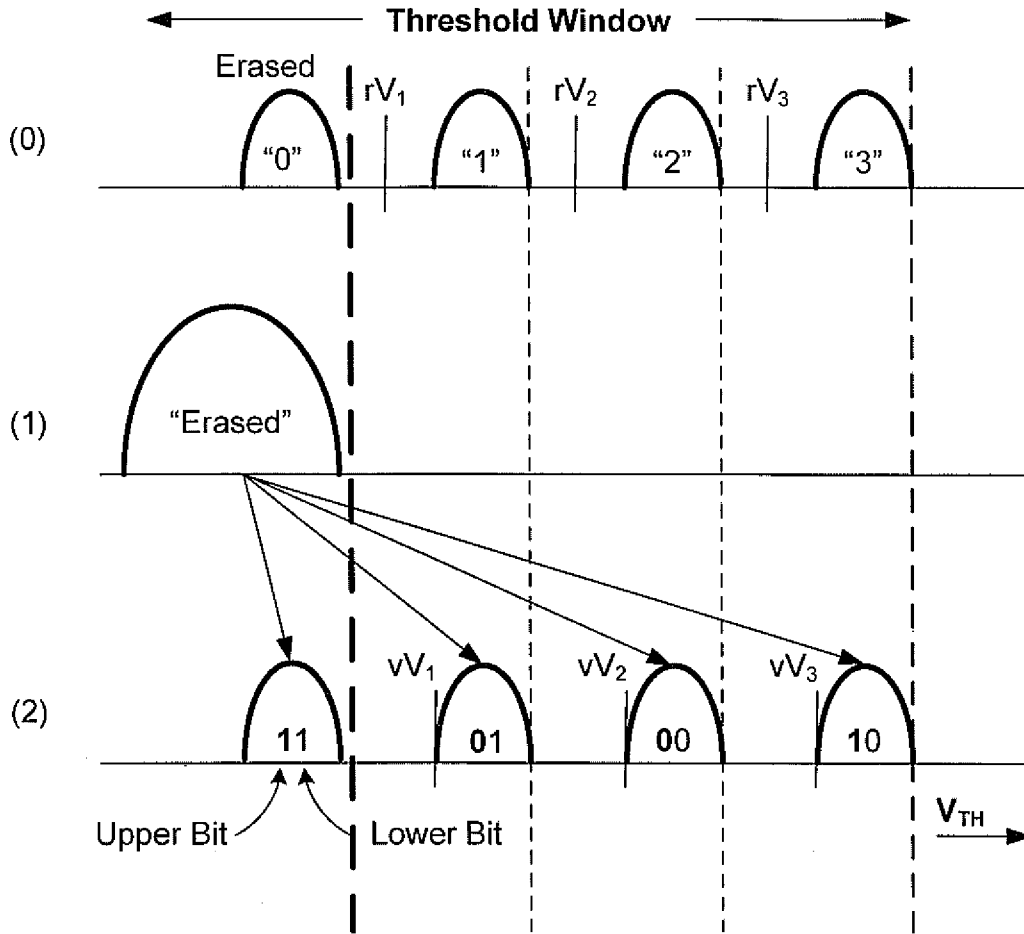 Threshold Window
Erased
rV1 rV2 rV3
(0) “0” “1” “2” “3”
(1) “Erased”
vV1 vV2 vV3
(2) 11 01 00 10
Upper Bit Lower Bit VTH